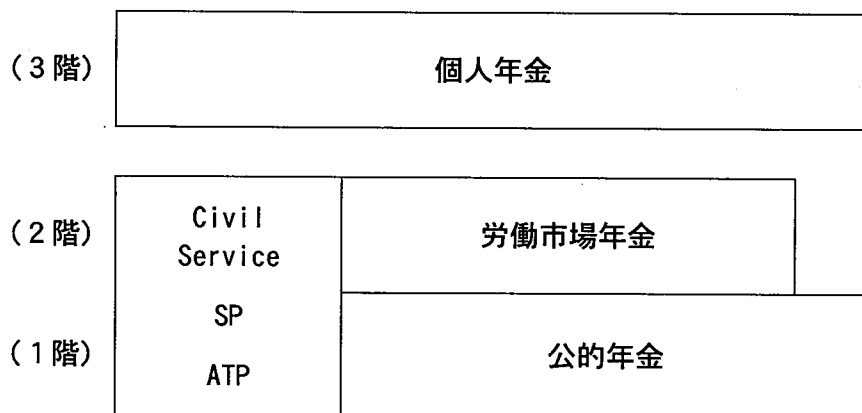 (3階)
個人年金
(2階)
Civil
Service
労働市場年金
SP
(1階)
ATP
公的年金